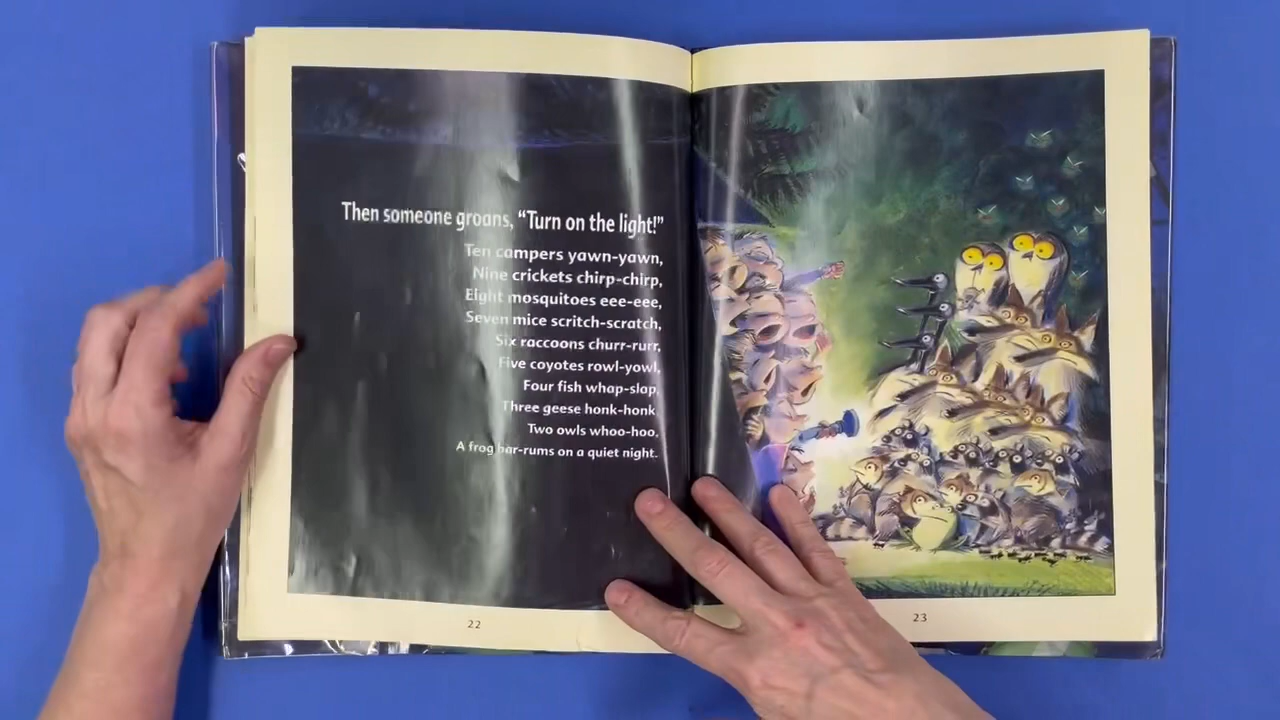 Then someone groans, “Turn on the light!”
Ten campers yawn-yawn,
Nine crickets chirp-chirp,
Eight mosquitoes eee-eee,
Seven mice scritch-scratch,
Six raccoons churr-rurr,
Five coyotes rowl-yowl,
Four fish whap-slap,
Three geese honk-honk,
Two owls whoo-hoo,
A frog har-rums on a quiet night.
22
23